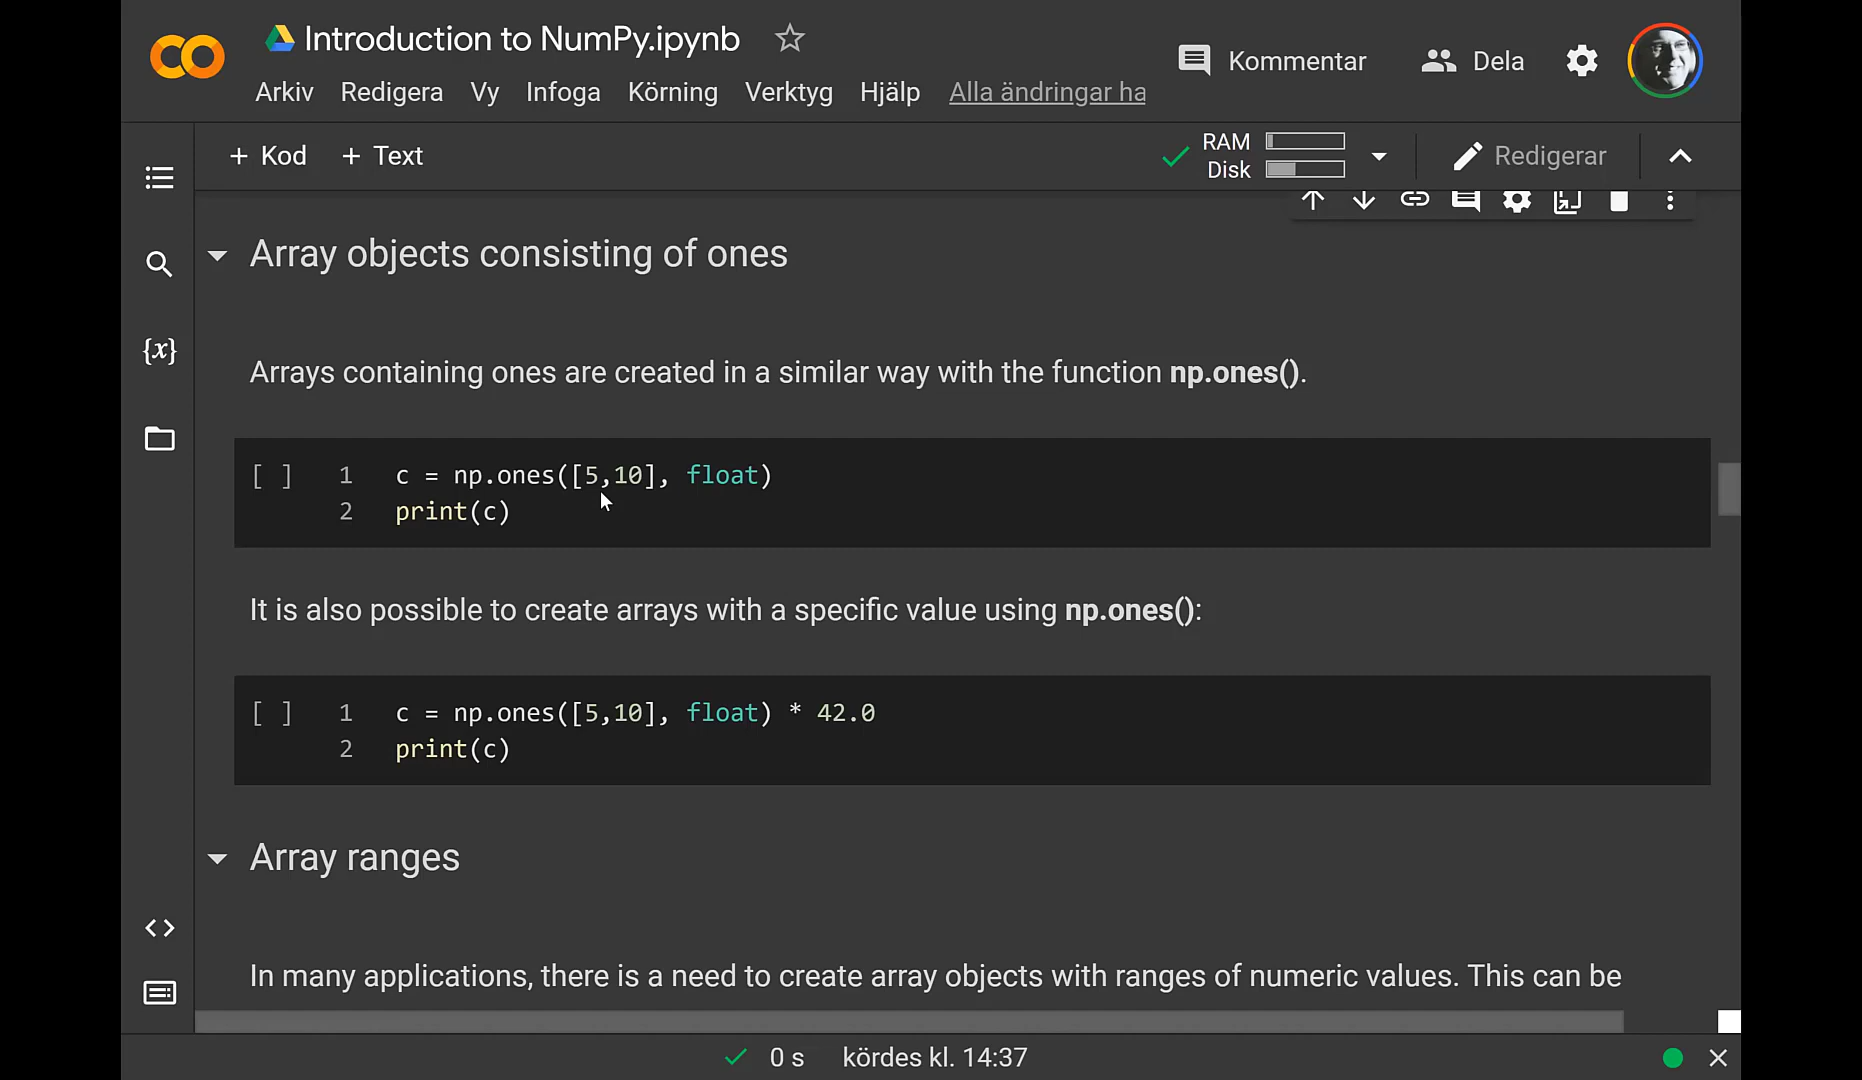 Introduction to NumPy.ipynb
Kommentar
Dela
Arkiv Redigera Vy Infoga Körning Verktyg Hjälp Alla ändringar ha
+ Kod + Text
RAM
Disk
Redigerar
Array objects consisting of ones
Arrays containing ones are created in a similar way with the function np.ones().
[ ] 1 c = np.ones([5,10], float)
2 print(c)
It is also possible to create arrays with a specific value using np.ones():
[ ] 1 c = np.ones([5,10], float) * 42.0
2 print(c)
Array ranges
In many applications, there is a need to create array objects with ranges of numeric values. This can be
0 s kördes kl. 14:37